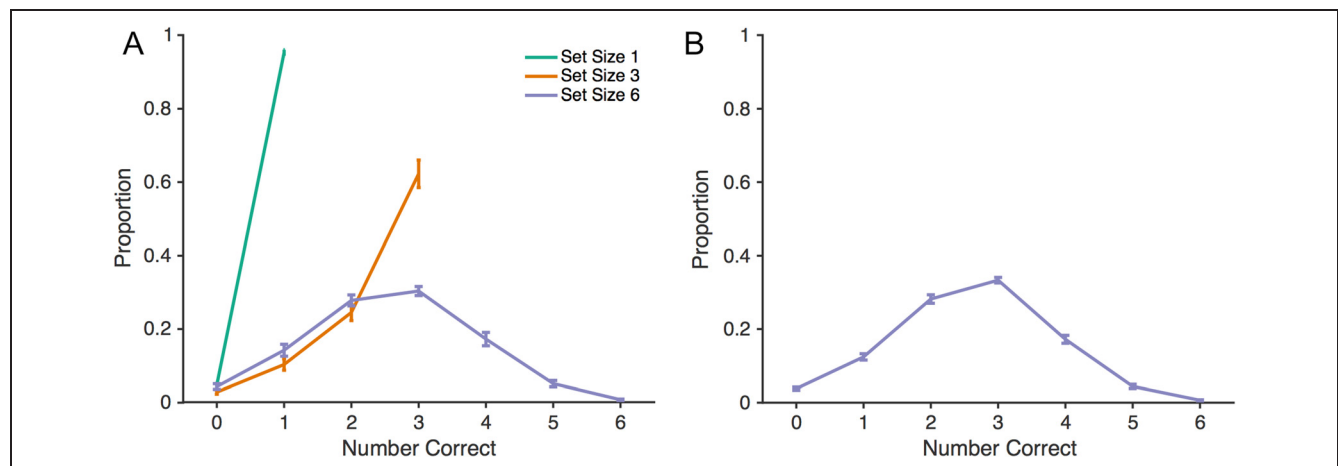 A
1
0.8
0.6
0.4
0.2
0
Proportion
0 1 2 3 4 5 6
Number Correct
Set Size 1
Set Size 3
Set Size 6
B
1
0.8
0.6
0.4
0.2
0
Proportion
0 1 2 3 4 5 6
Number Correct